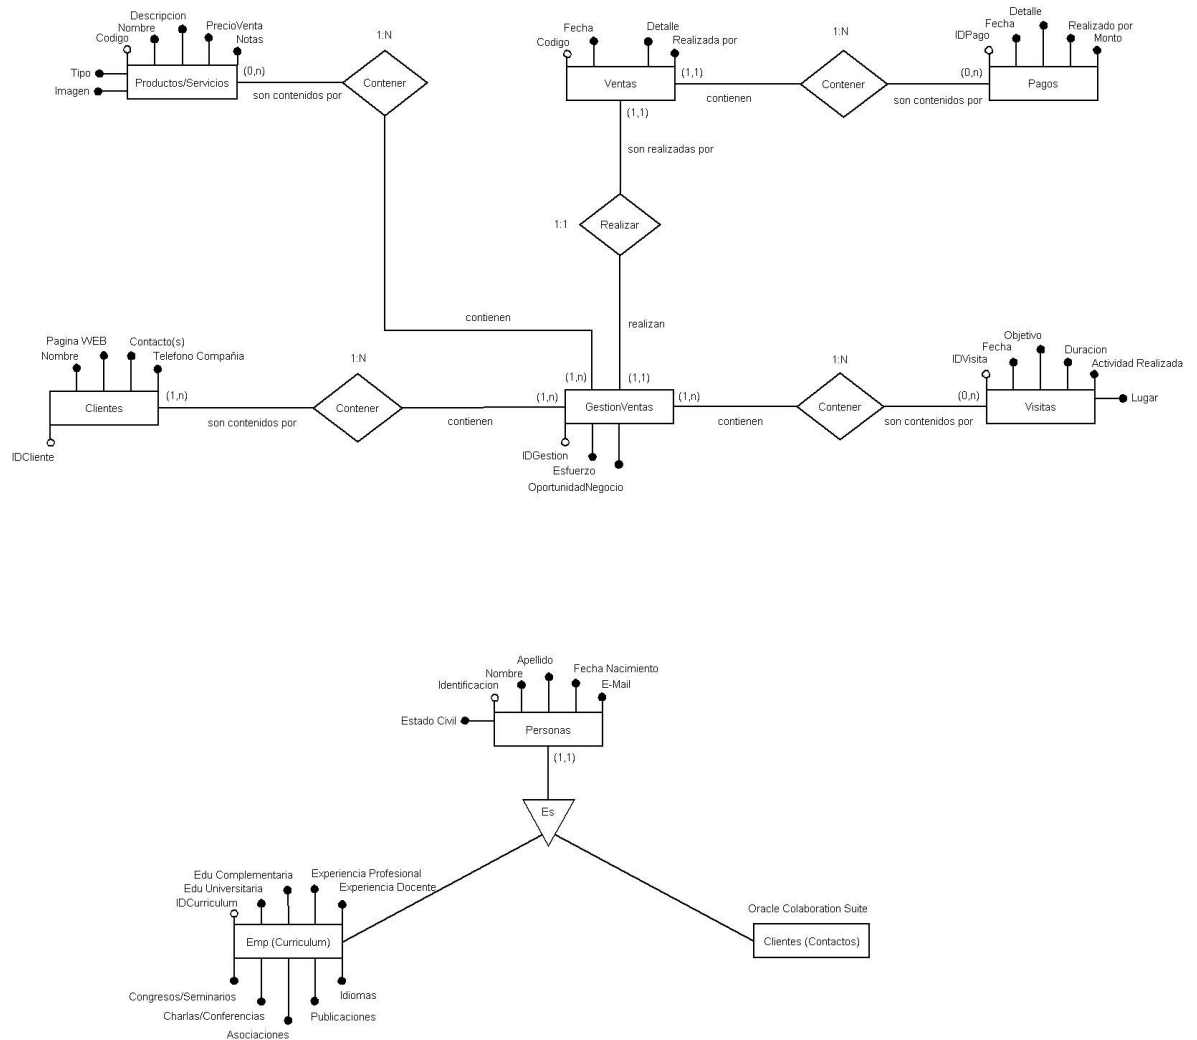 Descripcion
Nombre
PrecioVenta
Codigo
Notas
Tipo
Imagen
Productos/Servicios
(0,n)
son contenidos por
1:N
Contener
Fecha
Detalle
Codigo
Realizada por
Ventas
(1,1)
contienen
(1,1)
1:N
Contener
Detalle
Fecha
Realizado por
IDPago
Monto
(0,n)
son contenidos por
Pagos
son realizadas por
1:1
Realizar
contienen
realizan
Pagina WEB
Contacto(s)
Nombre
Telefono Compañia
Clientes
(1,n)
son contenidos por
IDCliente
1:N
Contener
contienen
(1,n)
(1,n)
(1,1)
GestionVentas
(1,n)
contienen
IDGestion
Esfuerzo
OportunidadNegocio
1:N
Contener
Objetivo
Fecha
Duracion
IDVisita
Actividad Realizada
(0,n)
son contenidos por
Visitas
Lugar
Apellido
Nombre
Fecha Nacimiento
Identificacion
E-Mail
Estado Civil
Personas
(1,1)
Es
Edu Complementaria
Experiencia Profesional
Edu Universitaria
Experiencia Docente
IDCurriculum
Emp (Curriculum)
Congresos/Seminarios
Idiomas
Charlas/Conferencias
Publicaciones
Asociaciones
Oracle Colaboration Suite
Clientes (Contactos)